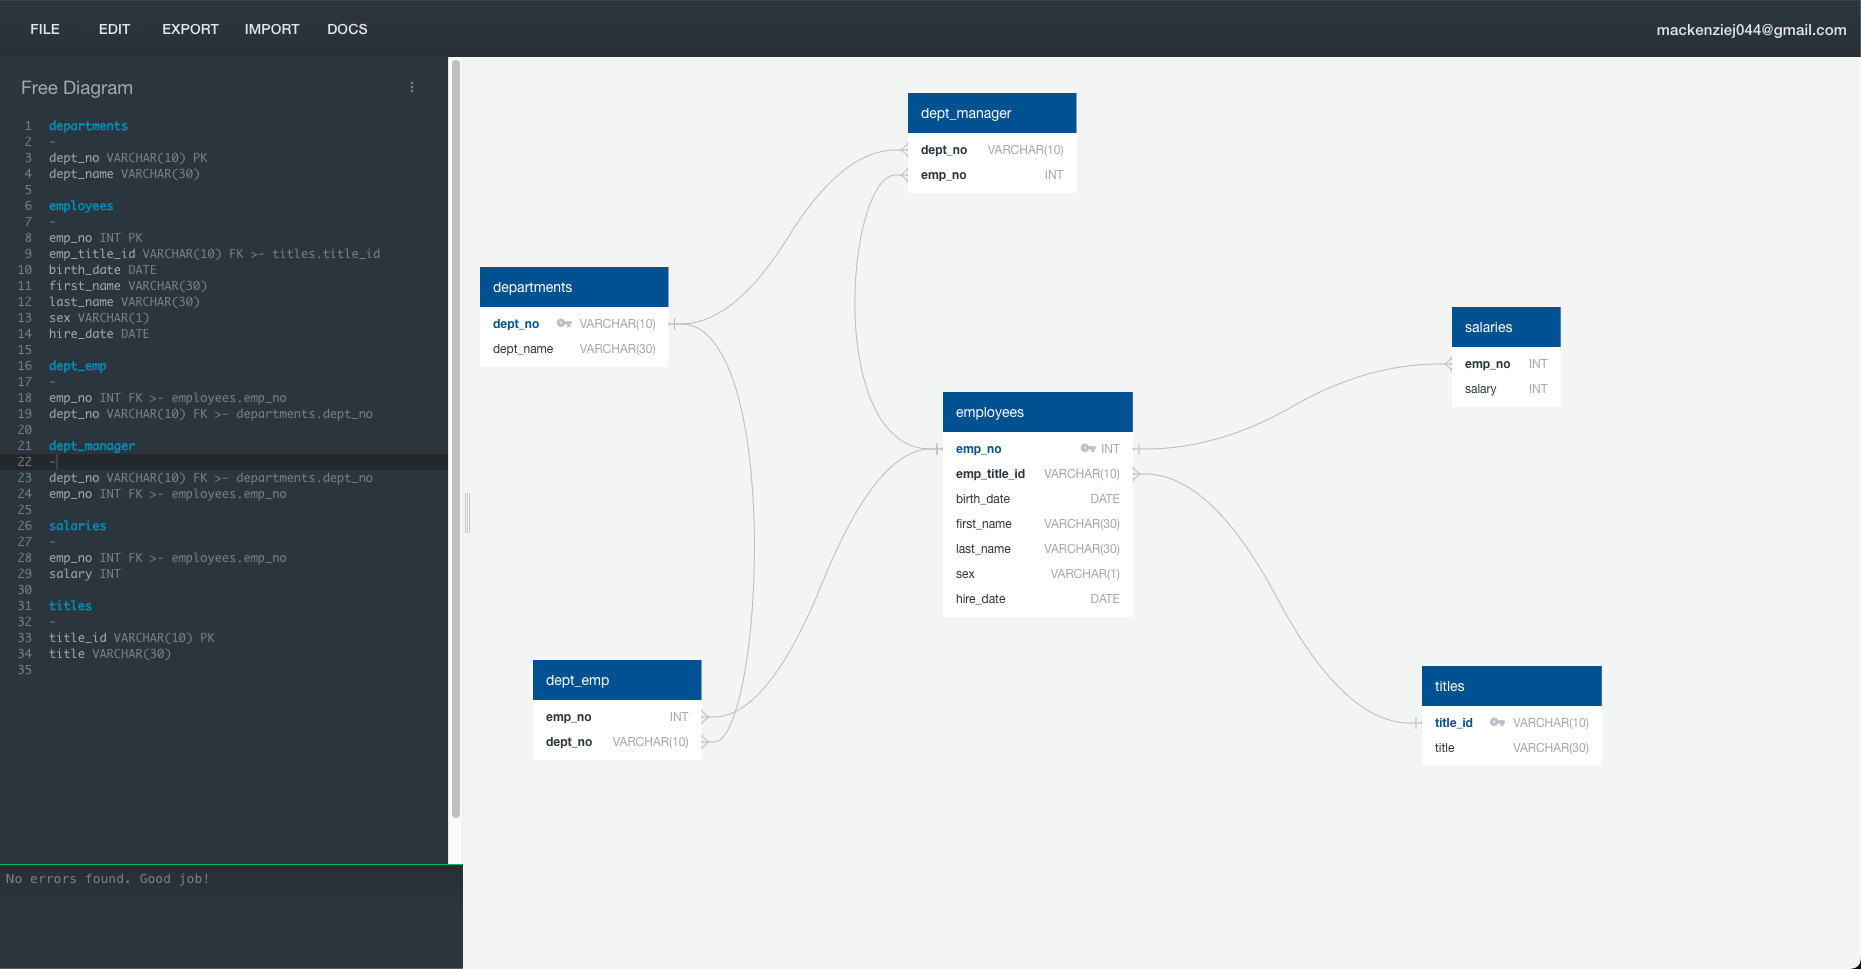 FILE EDIT EXPORT IMPORT DOCS mackenziej044@gmail.com
Free Diagram
1 departments
2 -
3 dept_no VARCHAR(10) PK
4 dept_name VARCHAR(30)
5
6 employees
7 -
8 emp_no INT PK
9 emp_title_id VARCHAR(10) FK >- titles.title_id
10 birth_date DATE
11 first_name VARCHAR(30)
12 last_name VARCHAR(30)
13 sex VARCHAR(1)
14 hire_date DATE
15
16 dept_emp
17 -
18 emp_no INT FK >- employees.emp_no
19 dept_no VARCHAR(10) FK >- departments.dept_no
20
21 dept_manager
22 -
23 dept_no VARCHAR(10) FK >- departments.dept_no
24 emp_no INT FK >- employees.emp_no
25
26 salaries
27 -
28 emp_no INT FK >- employees.emp_no
29 salary INT
30
31 titles
32 -
33 title_id VARCHAR(10) PK
34 title VARCHAR(30)
35
No errors found. Good job!
dept_manager
dept_no VARCHAR(10)
emp_no INT
departments
dept_no VARCHAR(10)
dept_name VARCHAR(30)
salaries
emp_no INT
salary INT
employees
emp_no INT
emp_title_id VARCHAR(10)
birth_date DATE
first_name VARCHAR(30)
last_name VARCHAR(30)
sex VARCHAR(1)
hire_date DATE
dept_emp
emp_no INT
dept_no VARCHAR(10)
titles
title_id VARCHAR(10)
title VARCHAR(30)